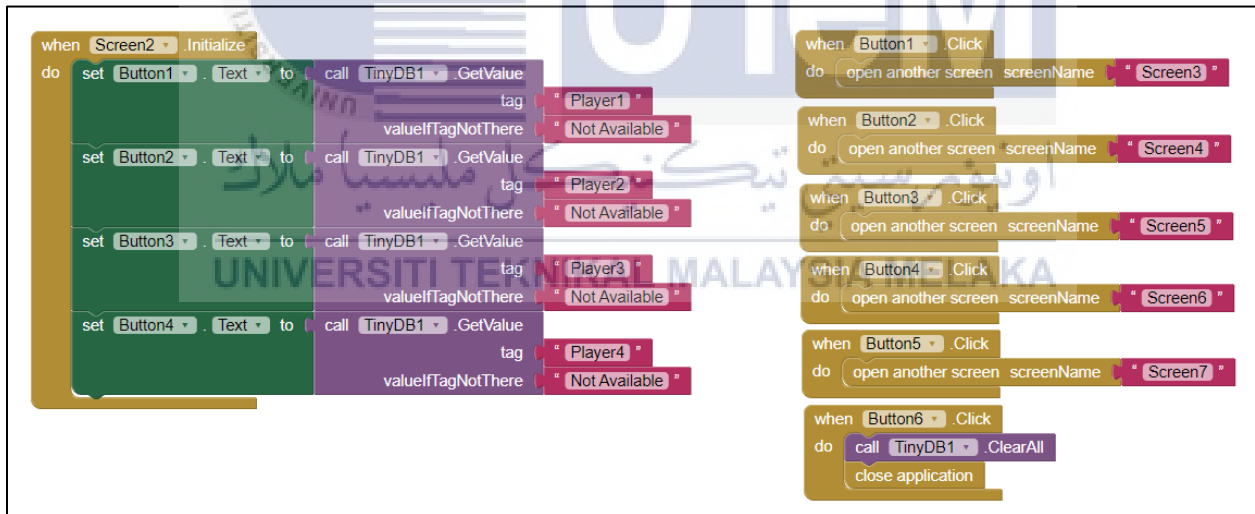 when Screen2 .Initialize
do set Button1 . Text to call TinyDB1 .GetValue
tag " Player1 "
valueIfTagNotThere " Not Available "
set Button2 . Text to call TinyDB1 .GetValue
tag " Player2 "
valueIfTagNotThere " Not Available "
set Button3 . Text to call TinyDB1 .GetValue
tag " Player3 "
valueIfTagNotThere " Not Available "
set Button4 . Text to call TinyDB1 .GetValue
tag " Player4 "
valueIfTagNotThere " Not Available "
when Button1 .Click
do open another screen screenName " Screen3 "
when Button2 .Click
do open another screen screenName " Screen4 "
when Button3 .Click
do open another screen screenName " Screen5 "
when Button4 .Click
do open another screen screenName " Screen6 "
when Button5 .Click
do open another screen screenName " Screen7 "
when Button6 .Click
do call TinyDB1 .ClearAll
close application
UTeM
اونيۏرسيتي تيكنيكل مليسيا ملاك
UNIVERSITI TEKNIKAL MALAYSIA MELAKA